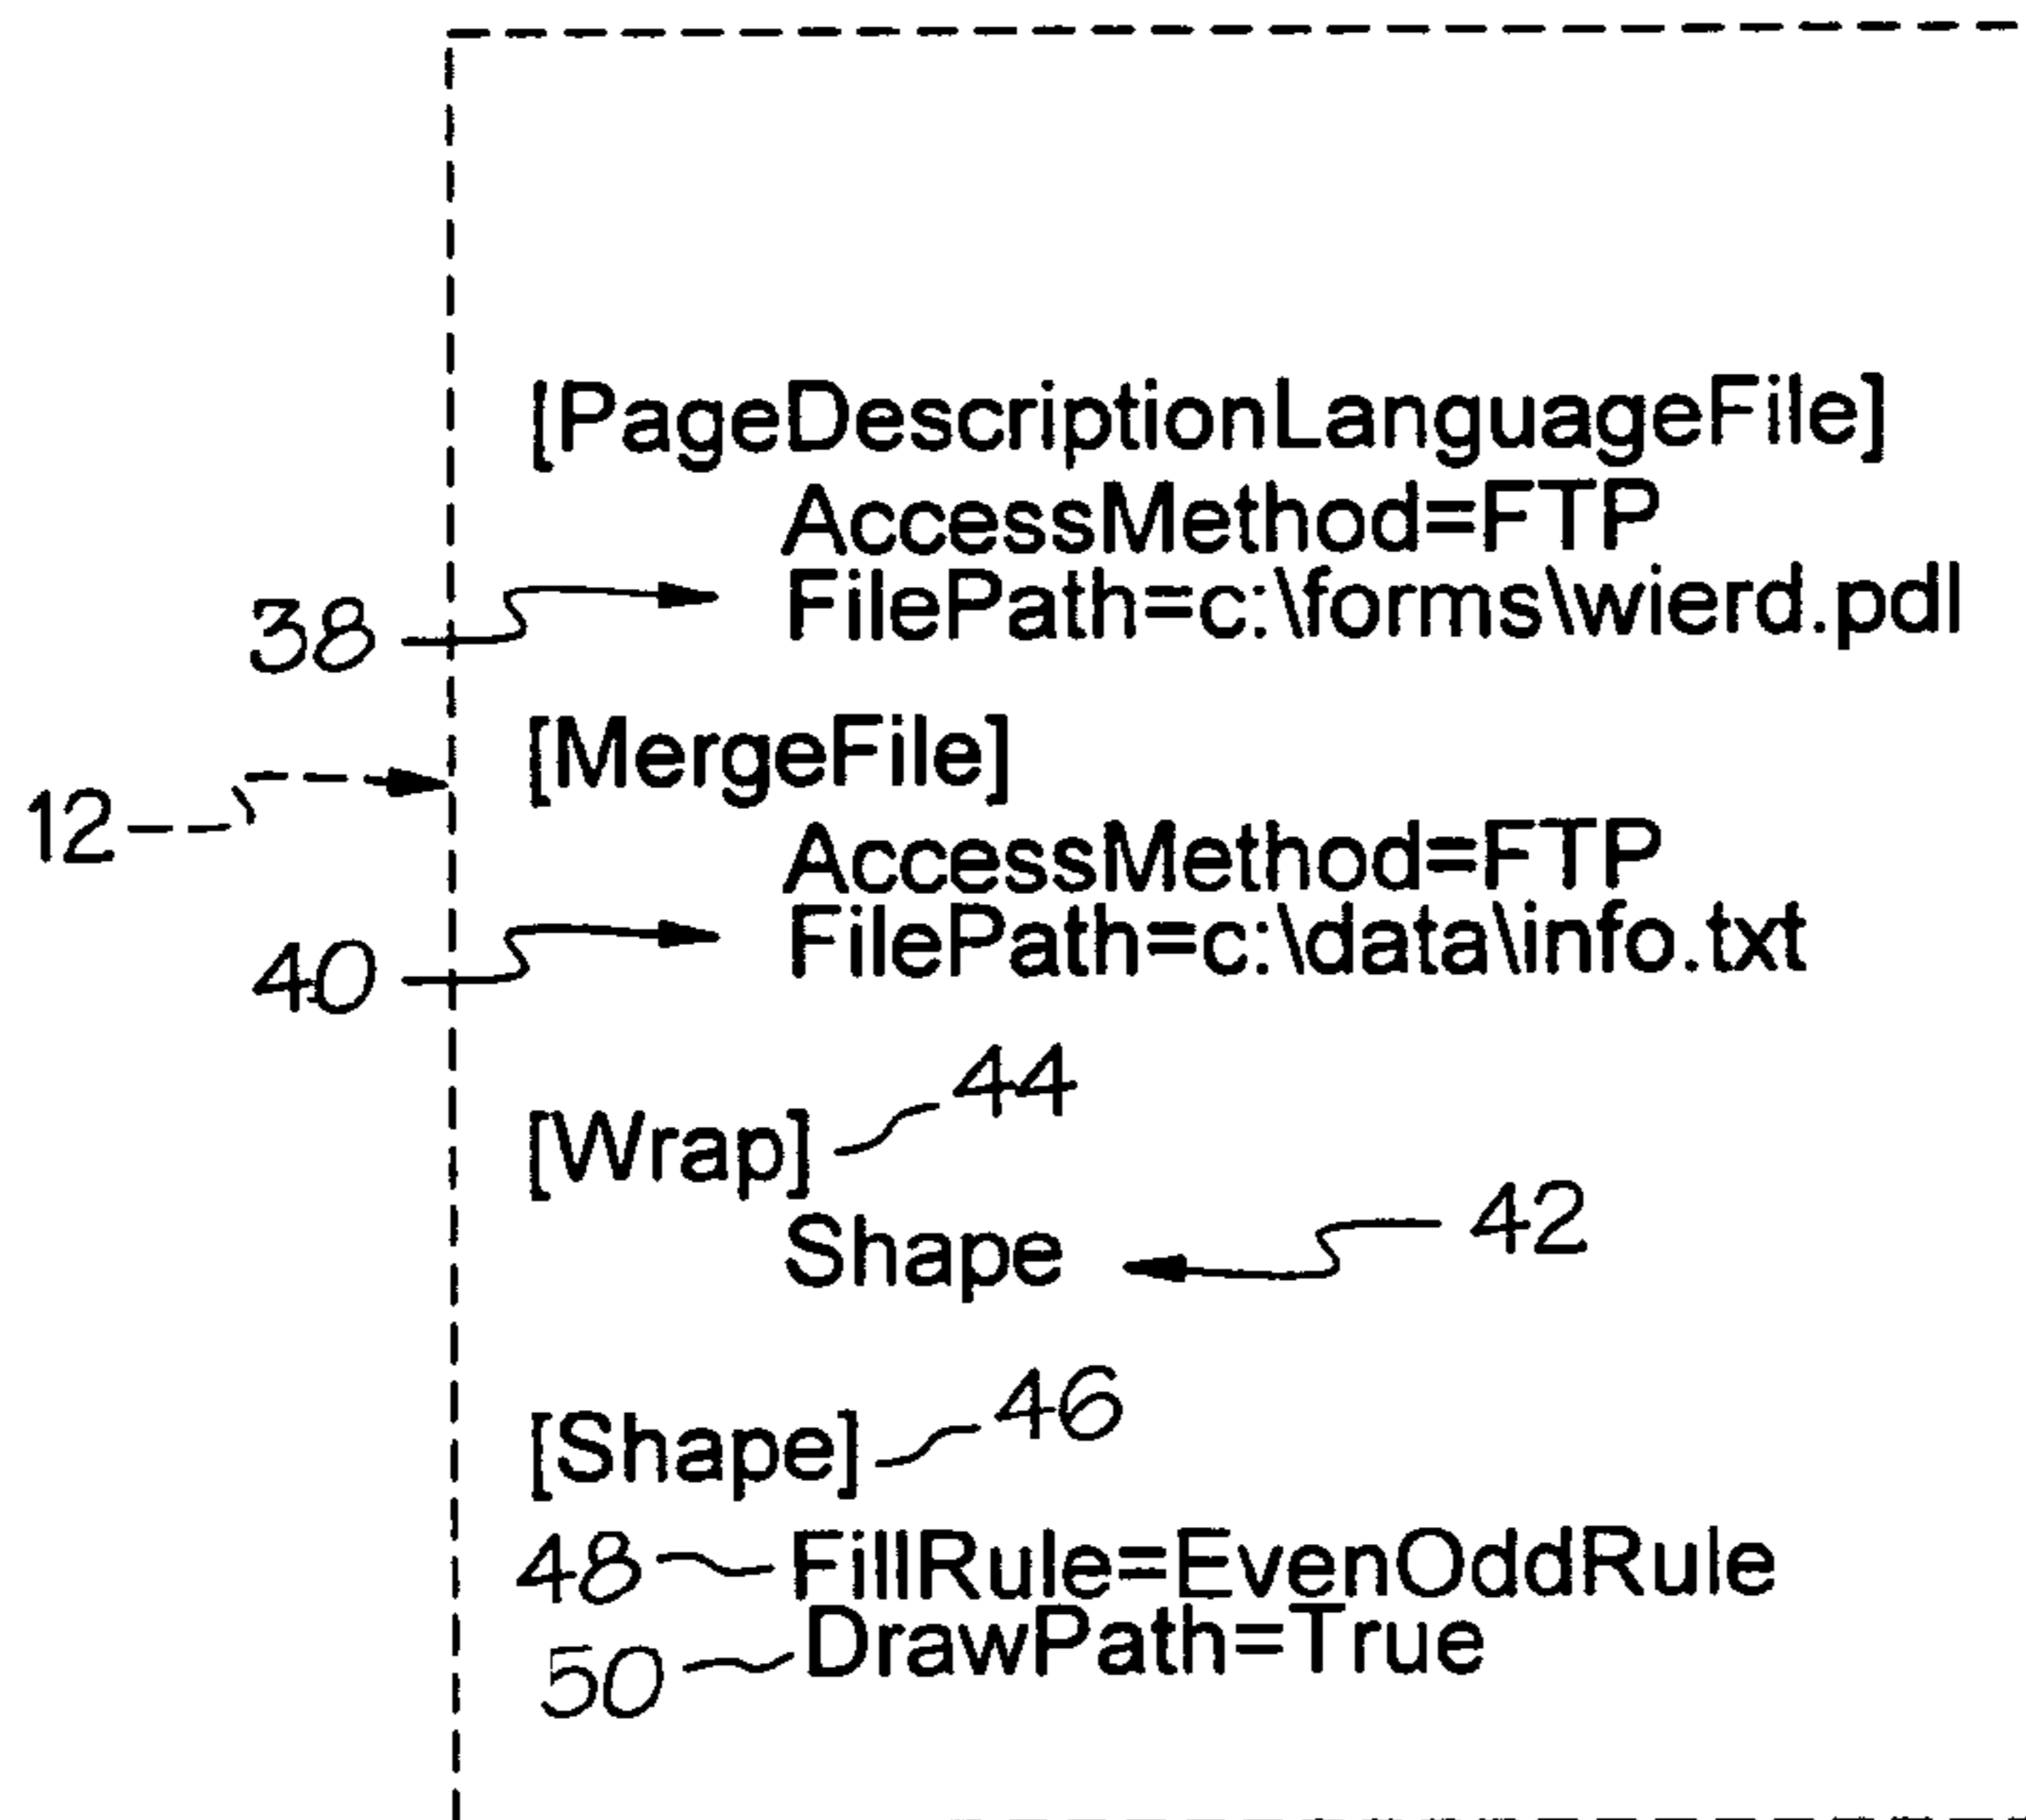 [PageDescriptionLanguageFile]
AccessMethod=FTP
38 FilePath=c:\forms\wierd.pdl
[MergeFile]
12
AccessMethod=FTP
40 FilePath=c:\data\info.txt
[Wrap] 44
Shape 42
[Shape] 46
48 FillRule=EvenOddRule
50 DrawPath=True